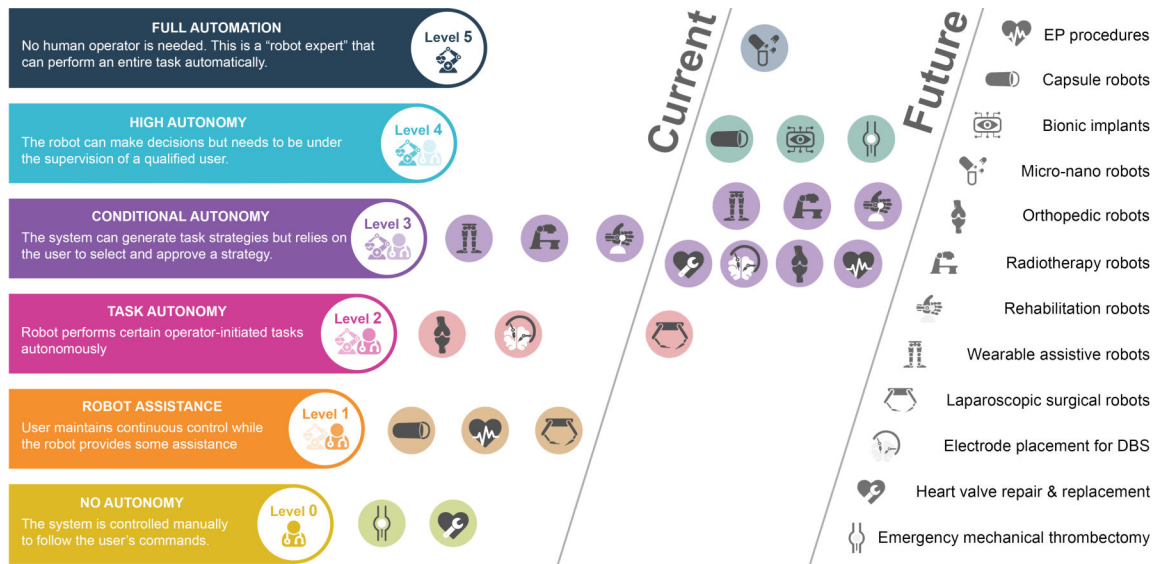 FULL AUTOMATION
No human operator is needed. This is a “robot expert” that
can perform an entire task automatically.
Level 5
HIGH AUTONOMY
The robot can make decisions but needs to be under
the supervision of a qualified user.
Level 4
CONDITIONAL AUTONOMY
The system can generate task strategies but relies on
the user to select and approve a strategy.
Level 3
TASK AUTONOMY
Robot performs certain operator-initiated tasks
autonomously
Level 2
ROBOT ASSISTANCE
User maintains continuous control while
the robot provides some assistance
Level 1
NO AUTONOMY
The system is controlled manually
to follow the user’s commands.
Level 0
Current
Future
EP procedures
Capsule robots
Bionic implants
Micro-nano robots
Orthopedic robots
Radiotherapy robots
Rehabilitation robots
Wearable assistive robots
Laparoscopic surgical robots
Electrode placement for DBS
Heart valve repair & replacement
Emergency mechanical thrombectomy